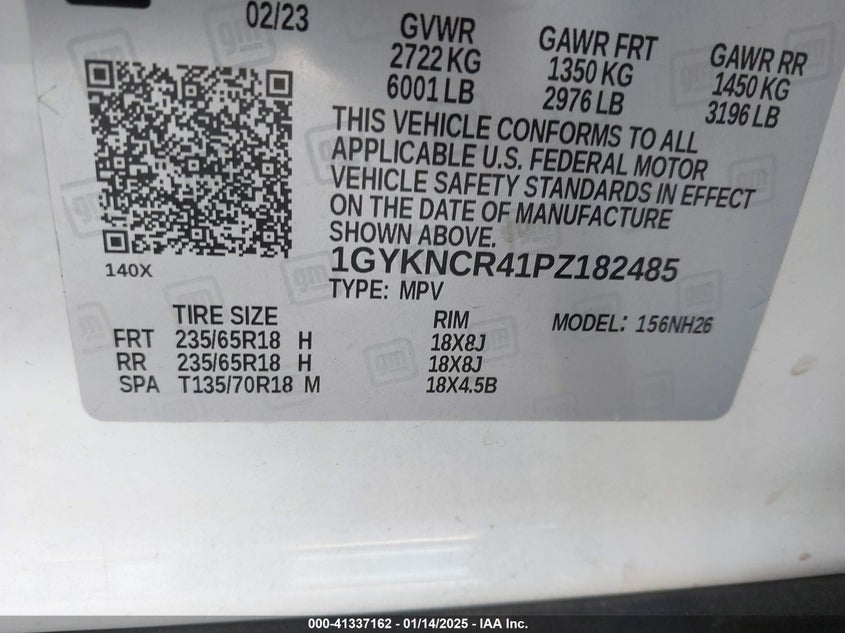 02/23
GVWR
2722 KG
6001 LB
GAWR FRT
1350 KG
2976 LB
GAWR RR
1450 KG
3196 LB
THIS VEHICLE CONFORMS TO ALL
APPLICABLE U.S. FEDERAL MOTOR
VEHICLE SAFETY STANDARDS IN EFFECT
ON THE DATE OF MANUFACTURE
SHOWN ABOVE.
140X
1GYKNCR41PZ182485
TYPE: MPV
TIRE SIZE RIM MODEL: 156NH26
FRT 235/65R18 H 18X8J
RR 235/65R18 H 18X8J
SPA T135/70R18 M 18X4.5B
gm
000-41337162 - 01/14/2025 - IAA Inc.